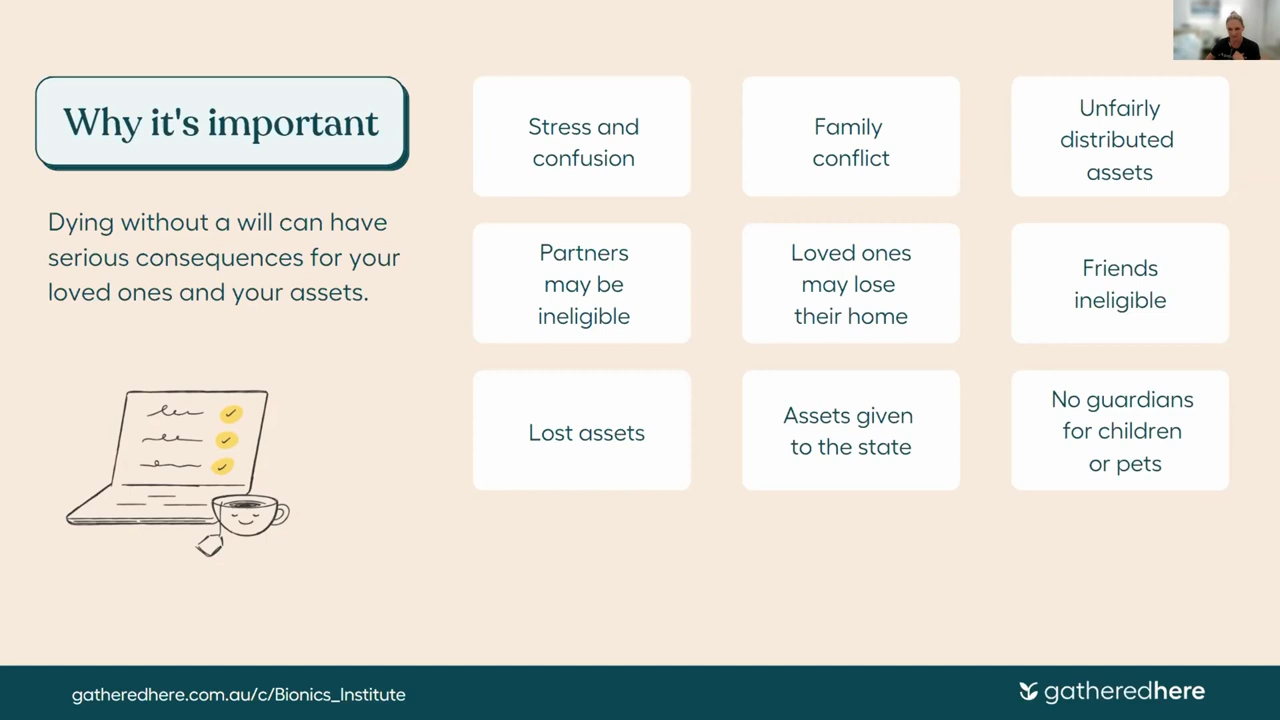 Why it's important
Dying without a will can have
serious consequences for your
loved ones and your assets.
Stress and
confusion
Family
conflict
Unfairly
distributed
assets
Partners
may be
ineligible
Loved ones
may lose
their home
Friends
ineligible
Lost assets
Assets given
to the state
No guardians
for children
or pets
gatheredhere.com.au/c/Bionics_Institute
gatheredhere